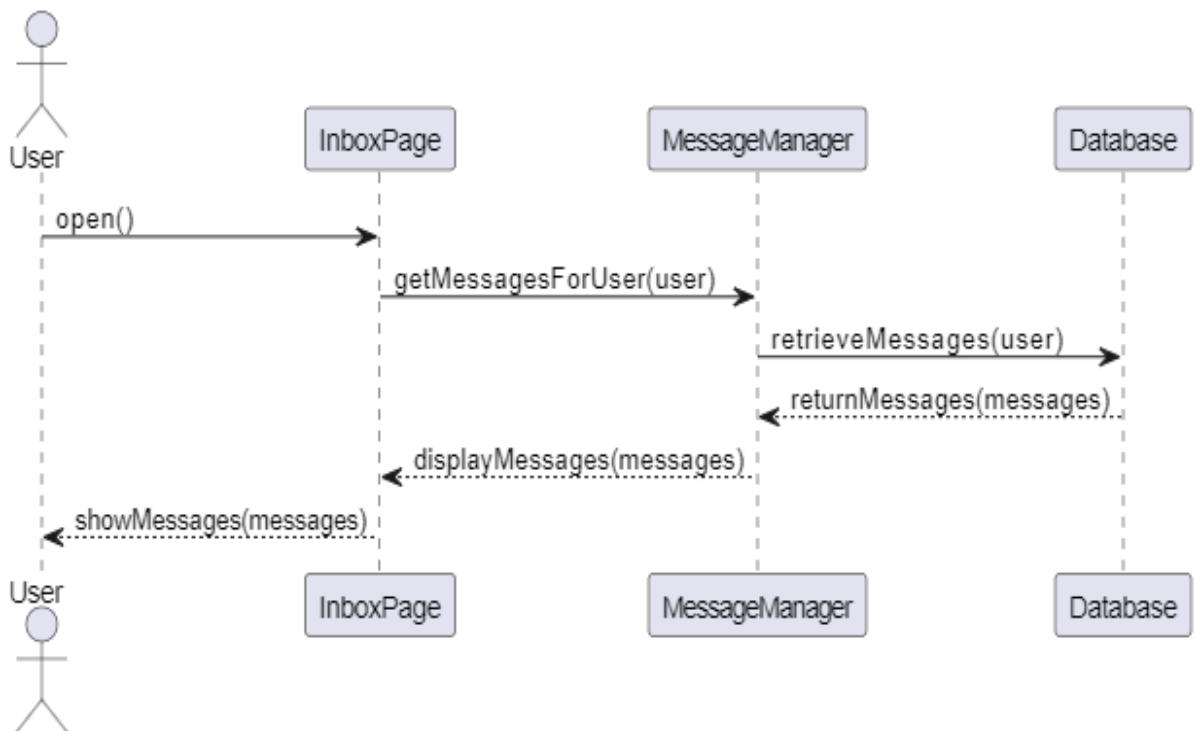 User
InboxPage
MessageManager
Database
open()
getMessagesForUser(user)
retrieveMessages(user)
returnMessages(messages)
displayMessages(messages)
showMessages(messages)
User
InboxPage
MessageManager
Database